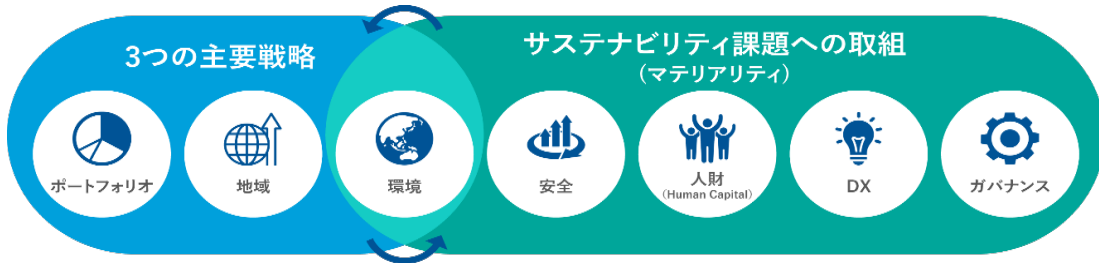 3つの主要戦略
サステナビリティ課題への取組
(マテリアリティ)
ポートフォリオ
地域
環境
安全
人財
(Human Capital)
DX
ガバナンス